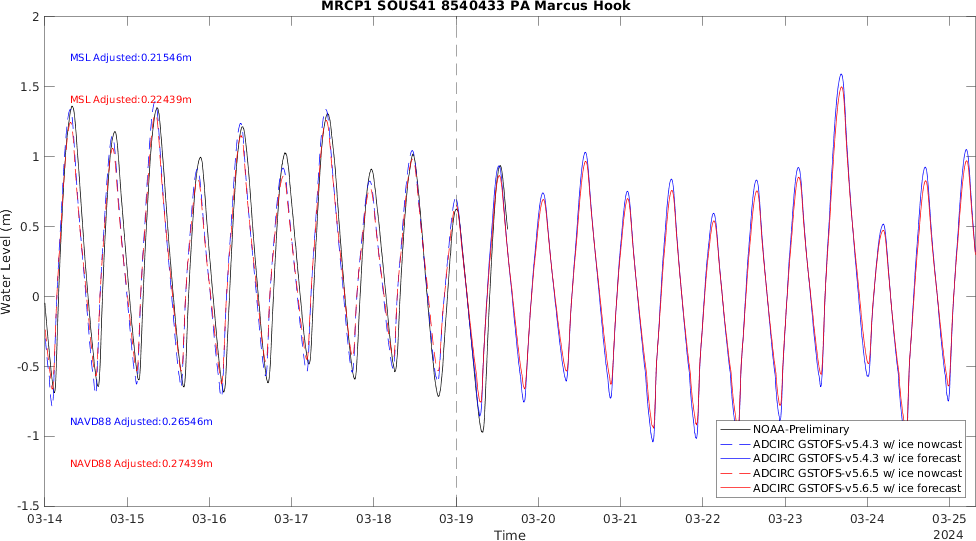 MRCP1 SOUS41 8540433 PA Marcus Hook
2
MSL Adjusted:0.21546m
1.5
MSL Adjusted:0.22439m
1
0.5
Water Level (m)
0
-0.5
NAVD88 Adjusted:0.26546m
-1
NAVD88 Adjusted:0.27439m
-1.5
NOAA-Preliminary
ADCIRC GSTOFS-v5.4.3 w/ ice nowcast
ADCIRC GSTOFS-v5.4.3 w/ ice forecast
ADCIRC GSTOFS-v5.6.5 w/ ice nowcast
ADCIRC GSTOFS-v5.6.5 w/ ice forecast
03-14 03-15 03-16 03-17 03-18 03-19 03-20 03-21 03-22 03-23 03-24 03-25
Time
2024